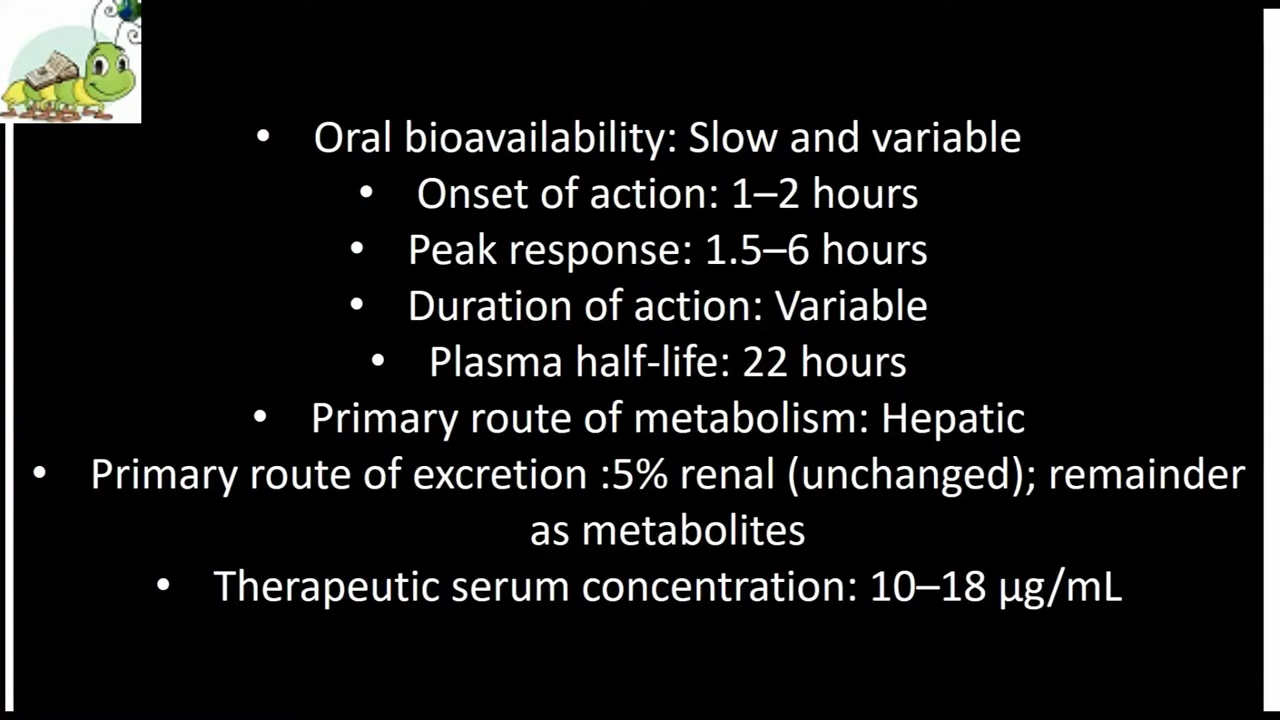 • Oral bioavailability: Slow and variable
• Onset of action: 1–2 hours
• Peak response: 1.5–6 hours
• Duration of action: Variable
• Plasma half-life: 22 hours
• Primary route of metabolism: Hepatic
• Primary route of excretion :5% renal (unchanged); remainder
as metabolites
• Therapeutic serum concentration: 10–18 µg/mL